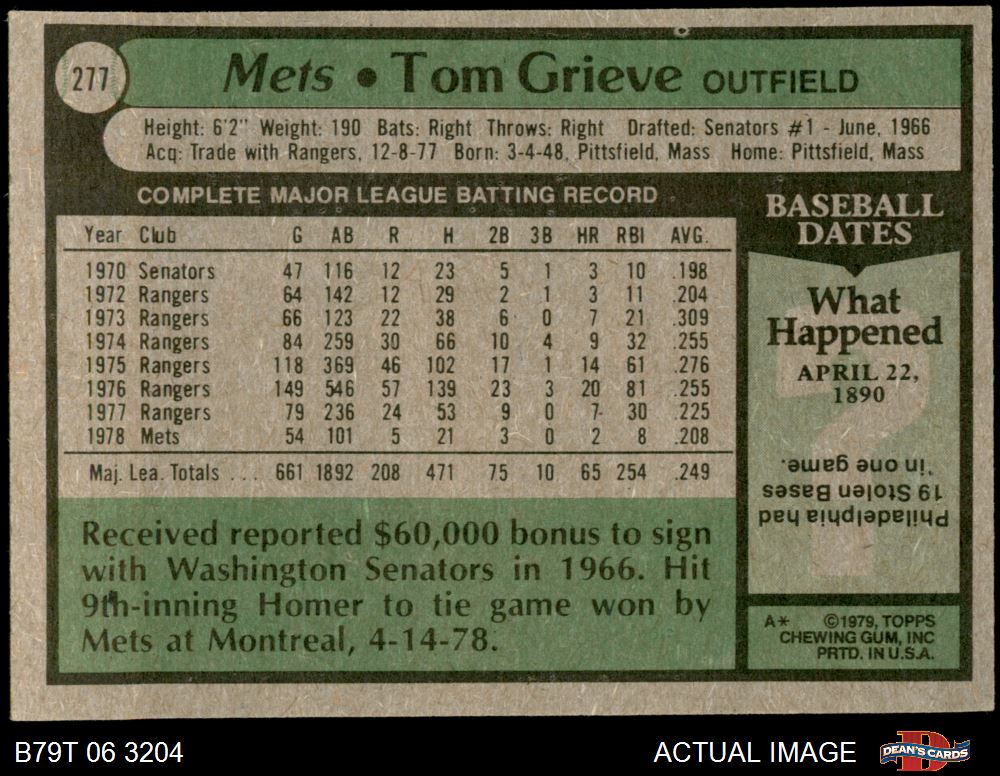 277
Mets • Tom Grieve OUTFIELD
Height: 6'2" Weight: 190 Bats: Right Throws: Right Drafted: Senators #1 - June, 1966
Acq: Trade with Rangers, 12-8-77 Born: 3-4-48, Pittsfield, Mass Home: Pittsfield, Mass
COMPLETE MAJOR LEAGUE BATTING RECORD
Year Club G AB R H 2B 3B HR RBI AVG.
1970 Senators 47 116 12 23 5 1 3 10 .198
1972 Rangers 64 142 12 29 2 1 3 11 .204
1973 Rangers 66 123 22 38 6 0 7 21 .309
1974 Rangers 84 259 30 66 10 4 9 32 .255
1975 Rangers 118 369 46 102 17 1 14 61 .276
1976 Rangers 149 546 57 139 23 3 20 81 .255
1977 Rangers 79 236 24 53 9 0 7 30 .225
1978 Mets 54 101 5 21 3 0 2 8 .208
Maj. Lea. Totals ... 661 1892 208 471 75 10 65 254 .249
Received reported $60,000 bonus to sign
with Washington Senators in 1966. Hit
9th-inning Homer to tie game won by
Mets at Montreal, 4-14-78.
BASEBALL
DATES
What
Happened
APRIL 22,
1890
Philadelphia had
19 Stolen Bases
in one game.
A* ©1979, TOPPS
CHEWING GUM, INC
PRTD. IN U.S.A.
B79T 06 3204
ACTUAL IMAGE
DEAN'S CARDS